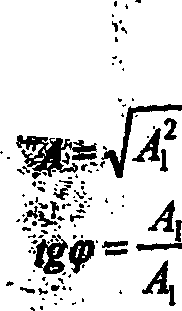 A = √A₁²
tgφ = A₁/A₁